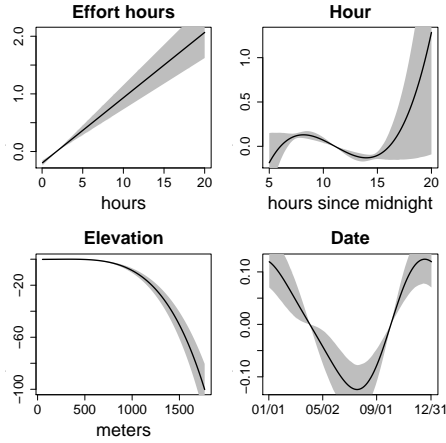 Effort hours
0.0 1.0 2.0
0 5 10 15 20
hours
Hour
0.0 0.5 1.0
5 10 15 20
hours since midnight
Elevation
−100 −60 0
0 500 1000 1500
meters
Date
−0.10 0.00 0.10
01/01 05/02 09/01 12/31